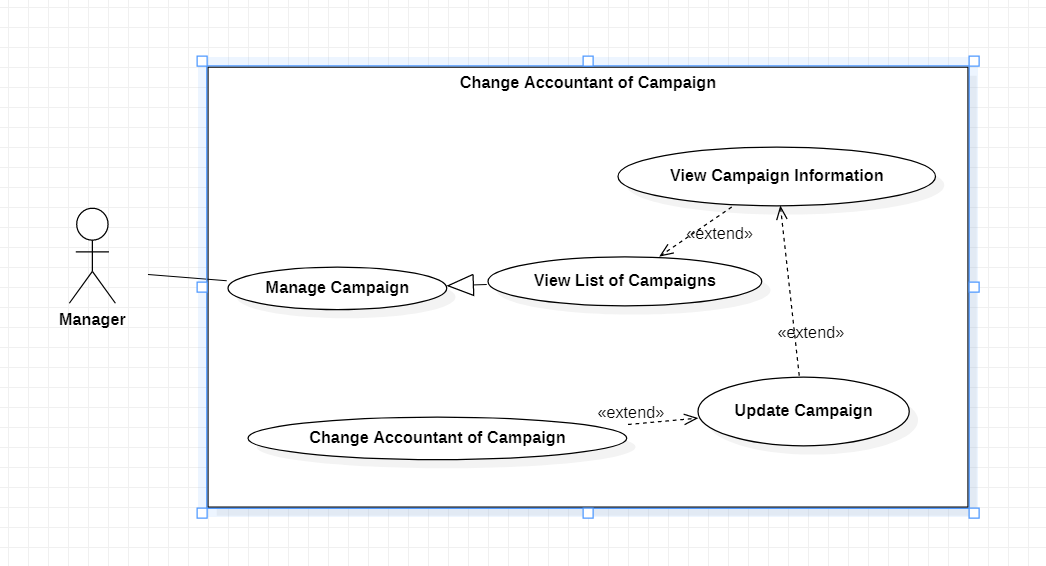 Change Accountant of Campaign
View Campaign Information
«extend»
View List of Campaigns
Manage Campaign
Manager
«extend»
Update Campaign
«extend»
Change Accountant of Campaign